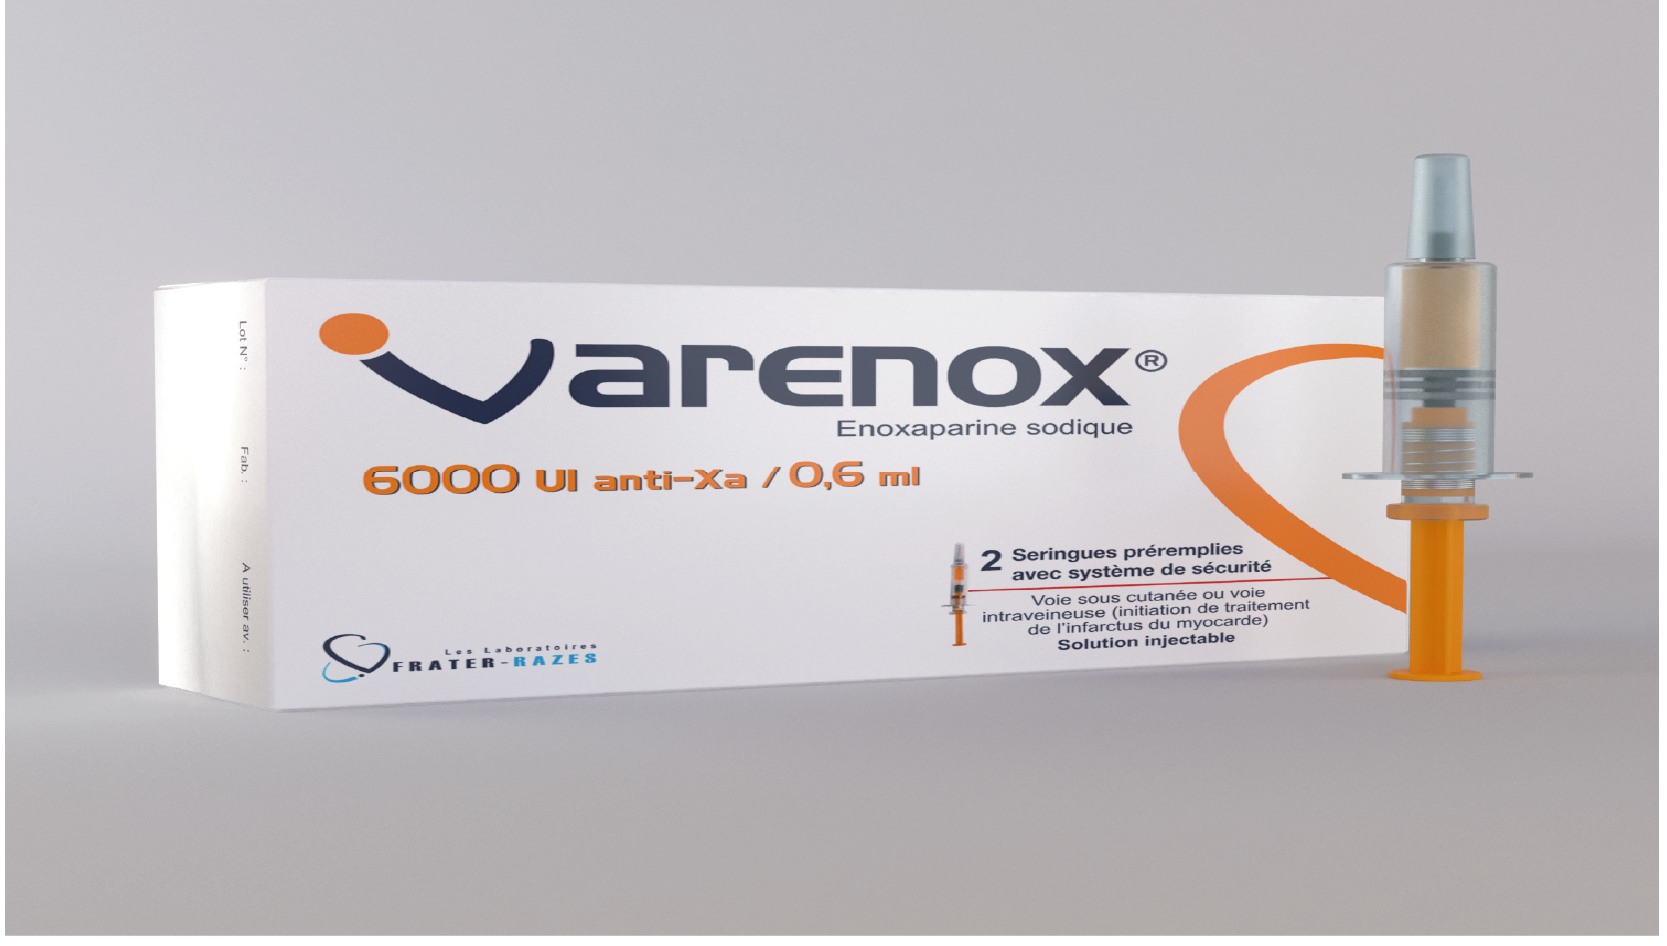 Varenox®
Enoxaparine sodique
6000 UI anti-Xa / 0,6 ml
2 Seringues préremplies
avec système de sécurité
Voie sous cutanée ou voie
intraveineuse (initiation de traitement
de l'infarctus du myocarde)
Solution injectable
Les Laboratoires
FRATER-RAZES
Lot N° :
Fab. :
À utiliser av. :